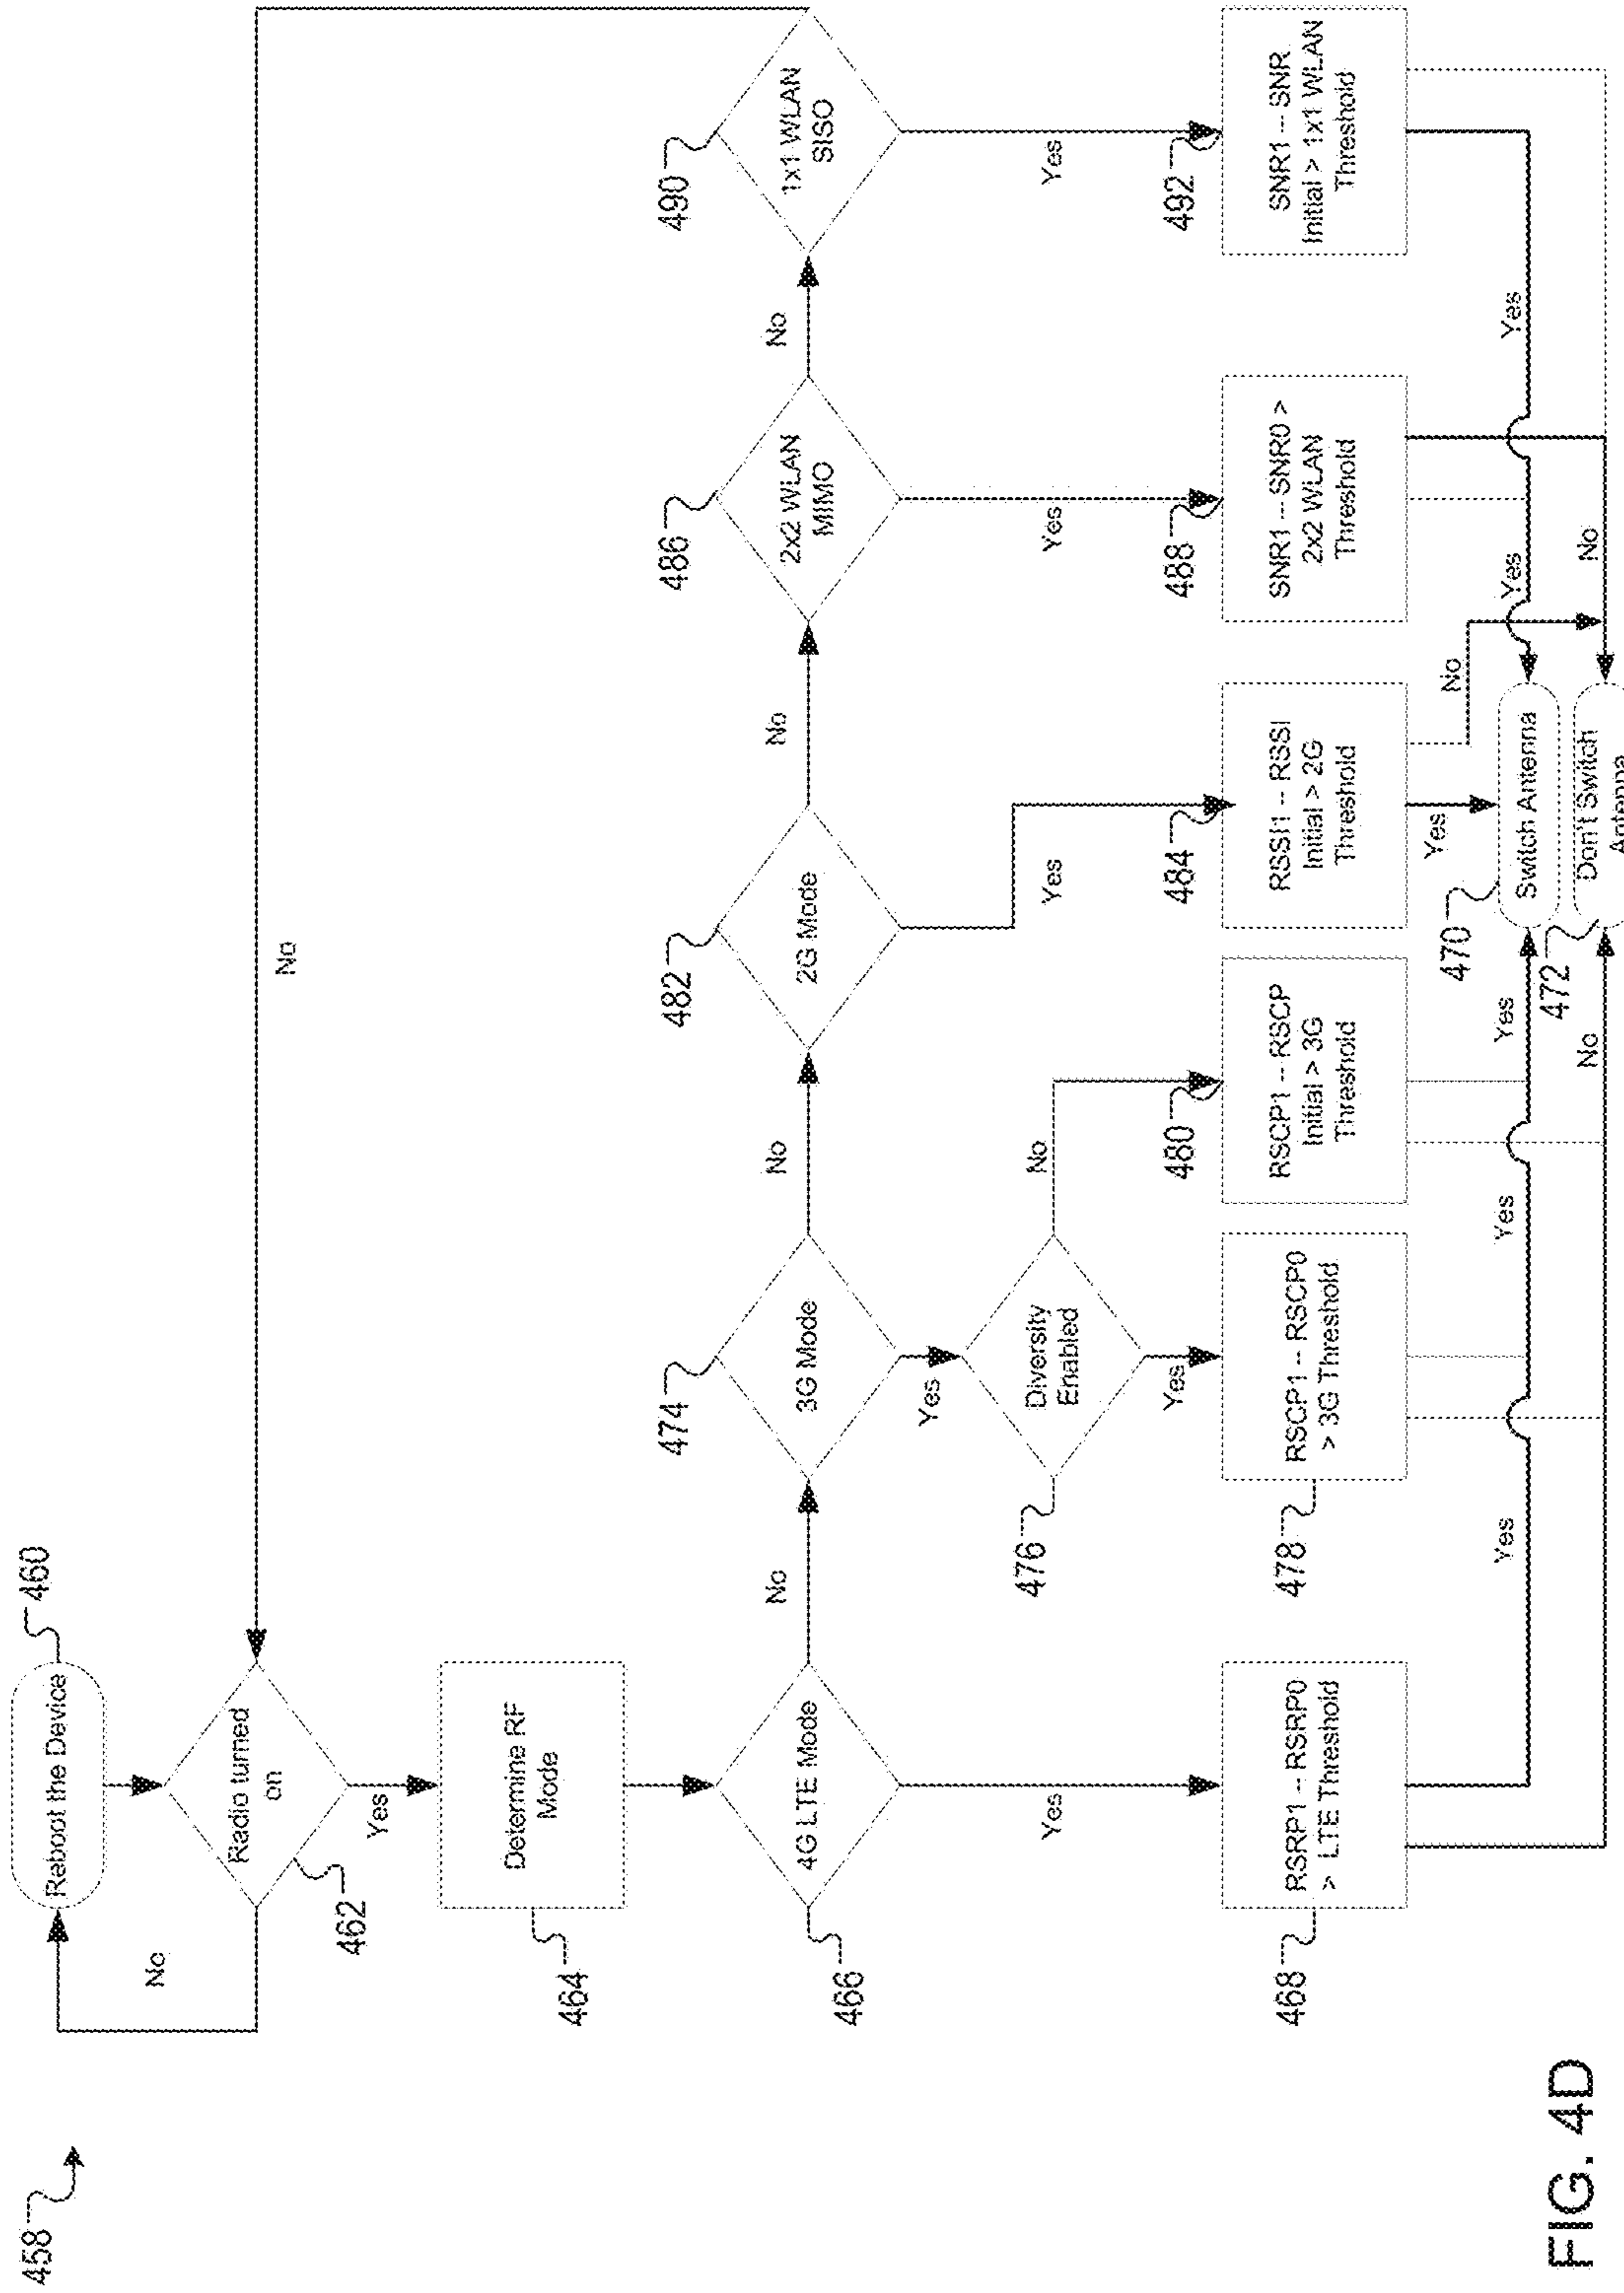 458
Reboot the Device
460
No
Radio turned
on
462
No
Yes
Determine RF
Mode
464
4G LTE Mode
466
No
3G Mode
474
No
2G Mode
482
No
2x2 WLAN
MIMO
486
No
1x1 WLAN
SISO
490
Yes
Yes
Diversity
Enabled
476
No
Yes
Yes
Yes
Yes
RSRP1 -- RSRP0
> LTE Threshold
468
RSCP1 -- RSCP0
> 3G Threshold
478
RSCP1 -- RSCP
Initial > 3G
Threshold
480
RSSI1 -- RSSI
Initial > 2G
Threshold
484
SNR1 -- SNR0 >
2x2 WLAN
Threshold
488
SNR1 -- SNR
Initial > 1x1 WLAN
Threshold
492
Yes
No
Yes
Yes
Yes
Switch Antenna
470
Yes
Yes
No
Don't Switch
Antenna
472
No
FIG. 4D